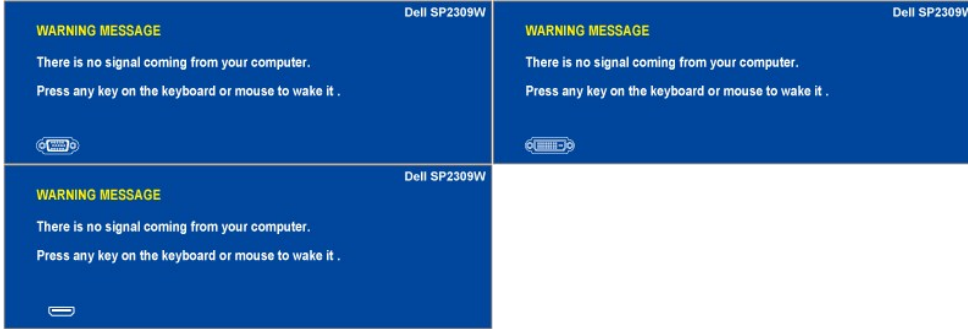 Dell SP2309W
WARNING MESSAGE
There is no signal coming from your computer.
Press any key on the keyboard or mouse to wake it .
Dell SP2309W
WARNING MESSAGE
There is no signal coming from your computer.
Press any key on the keyboard or mouse to wake it .
Dell SP2309W
WARNING MESSAGE
There is no signal coming from your computer.
Press any key on the keyboard or mouse to wake it .